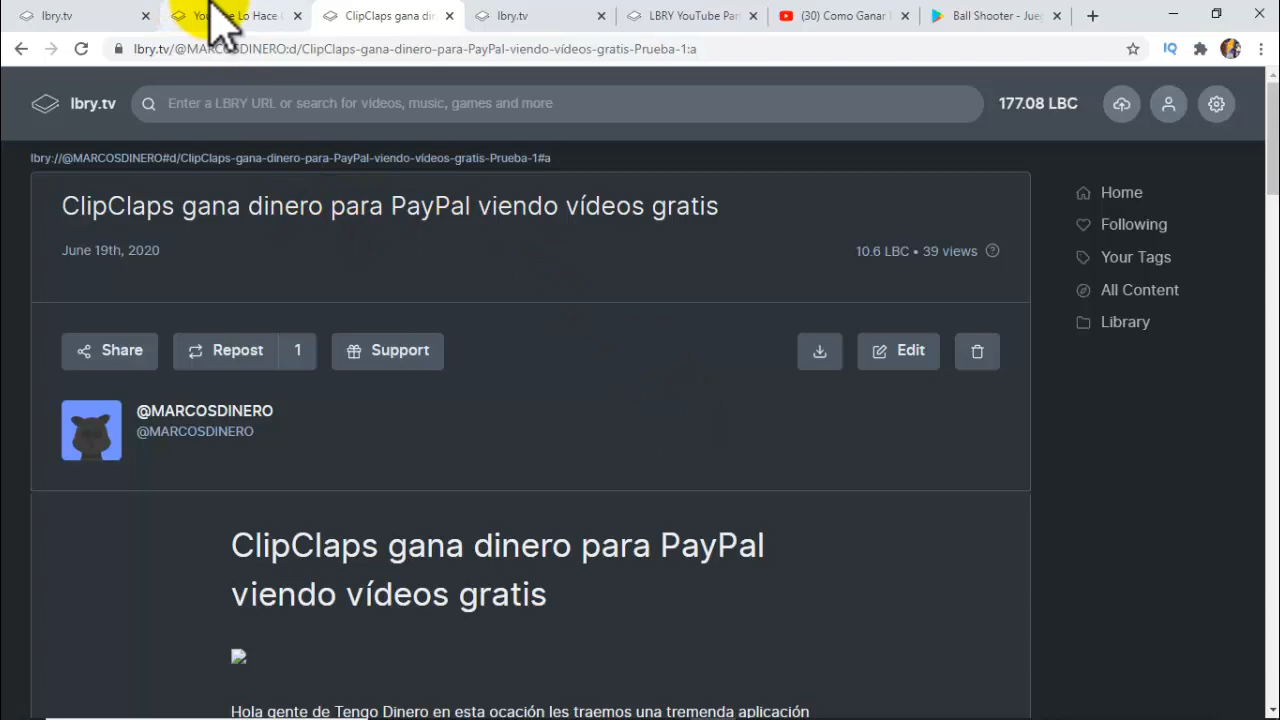 lbry.tv
Lo Hace
ClipClaps gana di
lbry.tv
LBRY YouTube Par
(30) Como Ganar
Ball Shooter - Jue
lbry.tv/@MARCOSDINERO:d/ClipClaps-gana-dinero-para-PayPal-viendo-vídeos-gratis-Prueba-1:a
IQ
lbry.tv
Enter a LBRY URL or search for videos, music, games and more
177.08 LBC
lbry://@MARCOSDINERO#d/ClipClaps-gana-dinero-para-PayPal-viendo-vídeos-gratis-Prueba-1#a
ClipClaps gana dinero para PayPal viendo vídeos gratis
June 19th, 2020
10.6 LBC • 39 views
Home
Following
Your Tags
All Content
Library
Share
Repost 1
Support
Edit
@MARCOSDINERO
@MARCOSDINERO
ClipClaps gana dinero para PayPal
viendo vídeos gratis
Hola gente de Tengo Dinero en esta ocación les traemos una tremenda aplicación